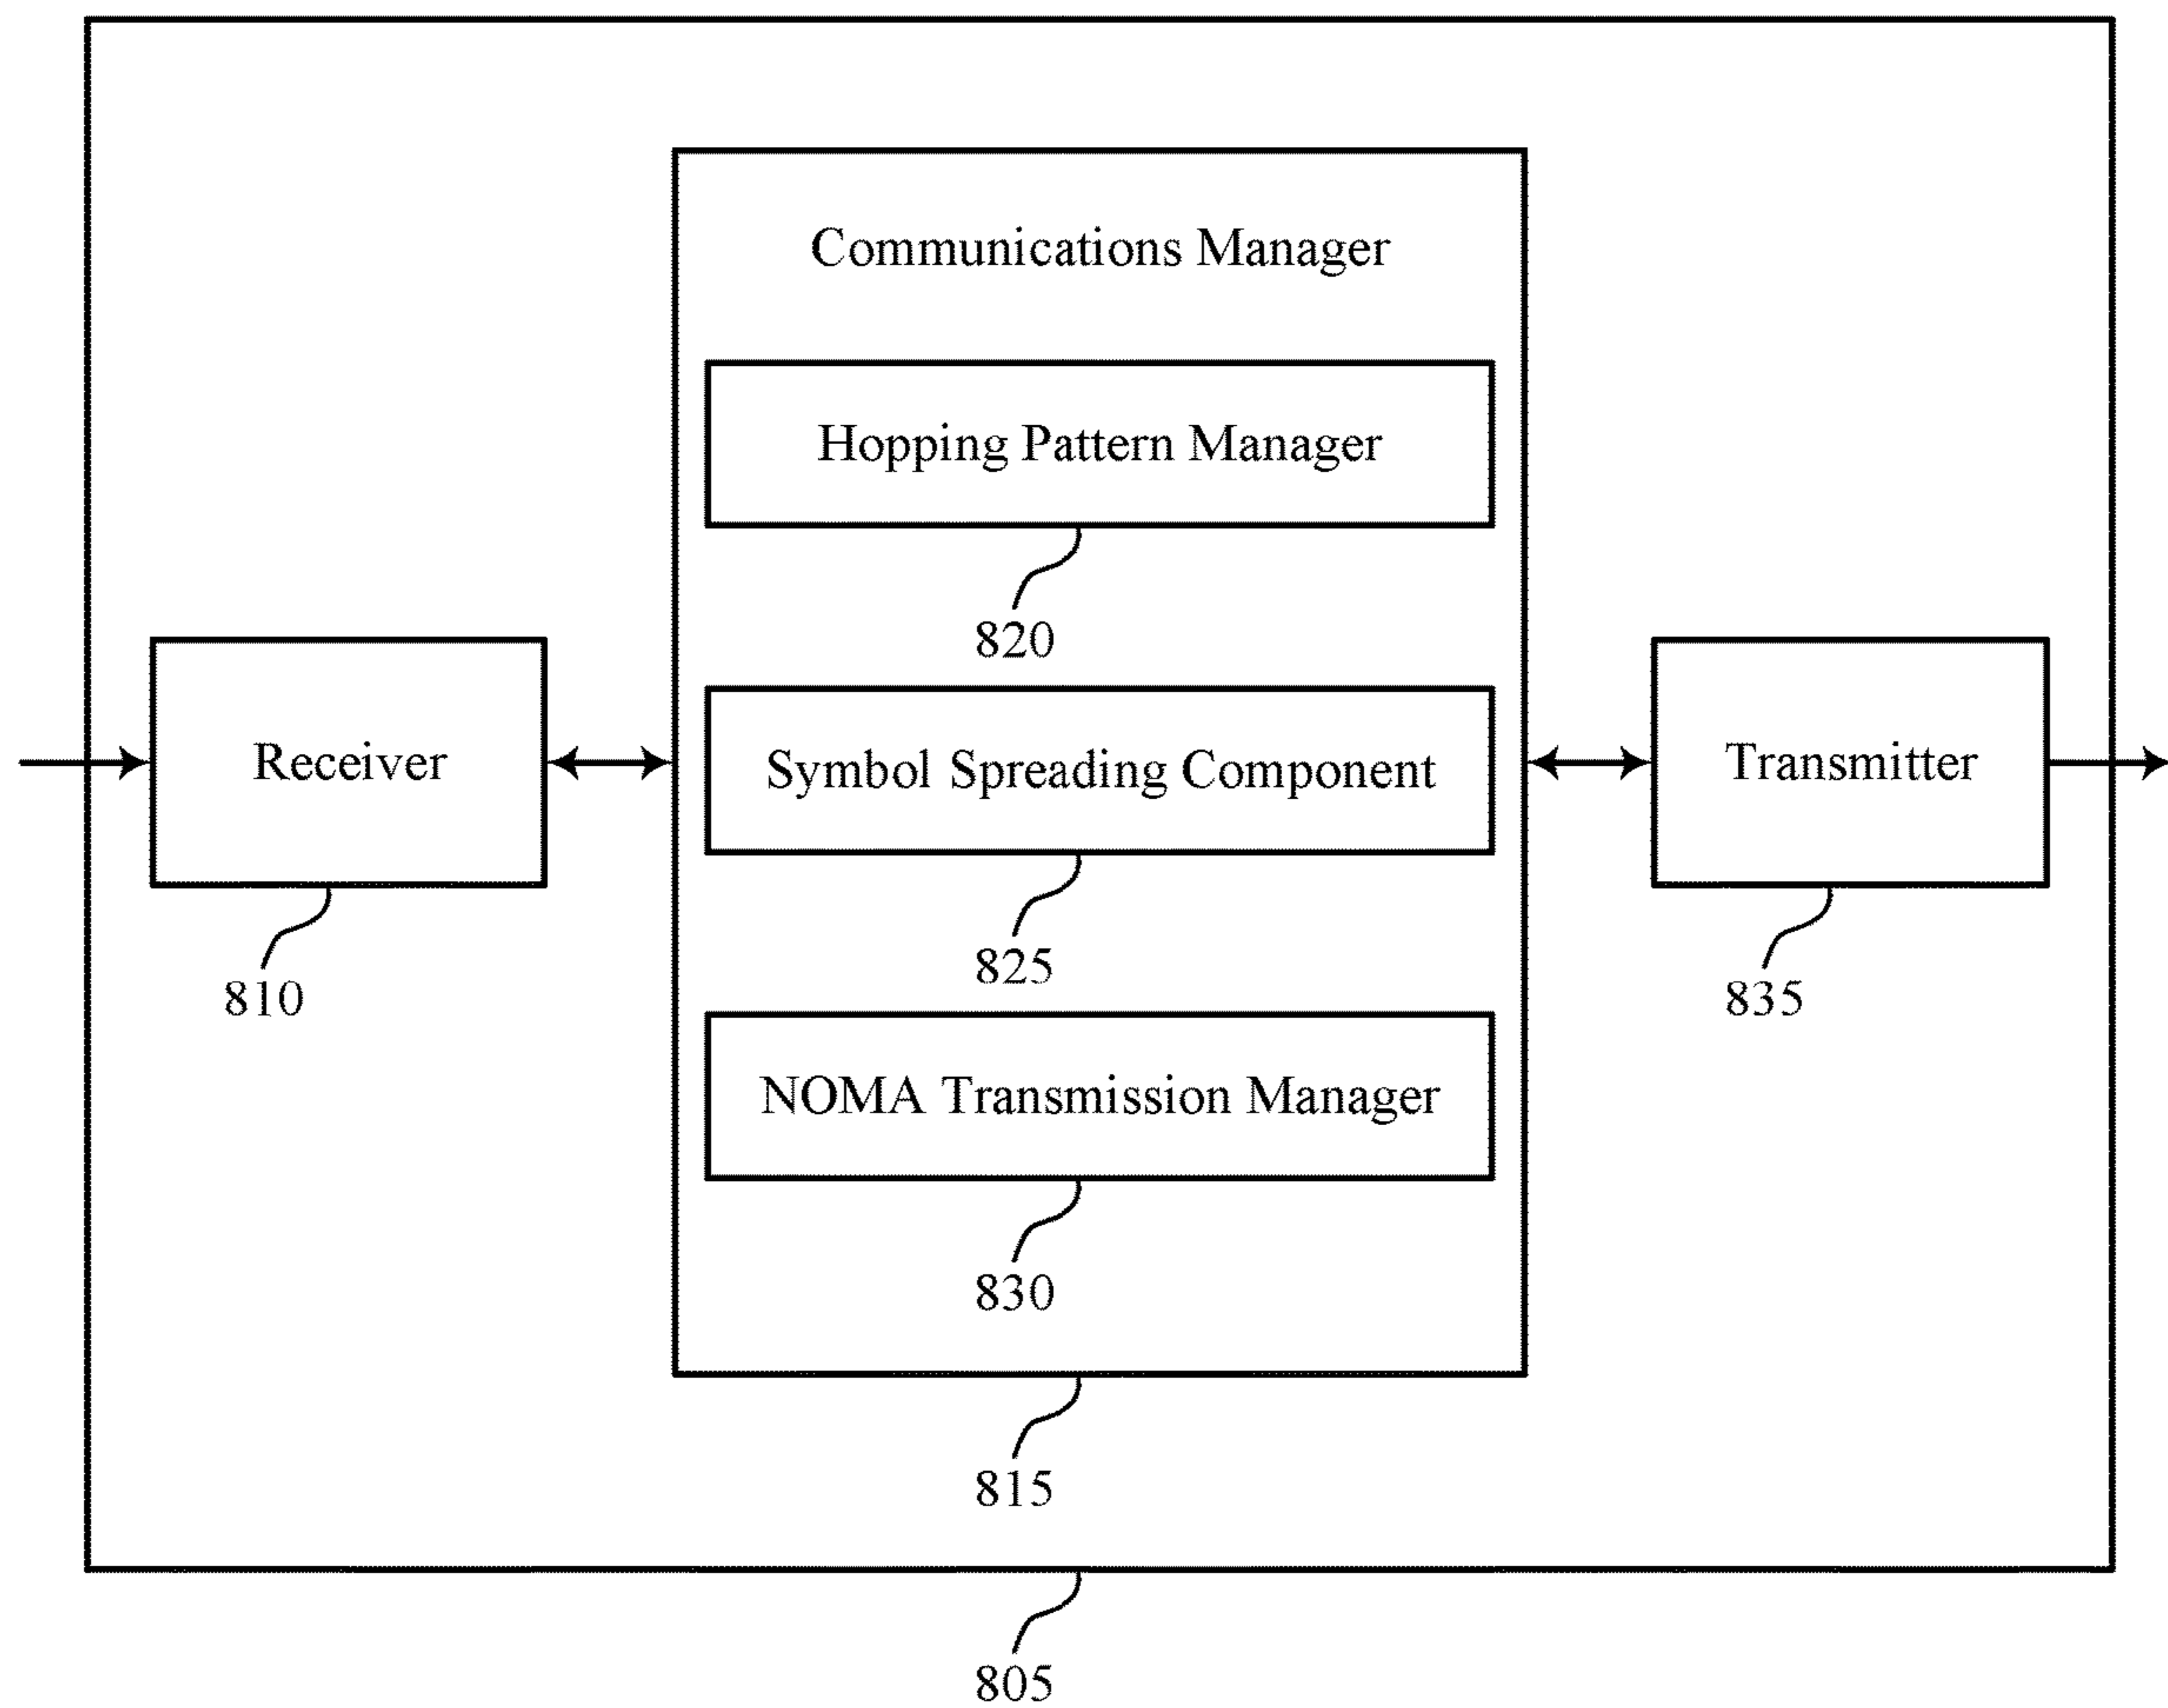 Communications Manager
Hopping Pattern Manager
820
Receiver
810
Symbol Spreading Component
825
Transmitter
835
NOMA Transmission Manager
830
815
805